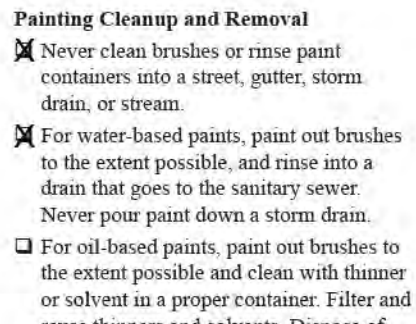 Painting Cleanup and Removal
☒ Never clean brushes or rinse paint
containers into a street, gutter, storm
drain, or stream.
☒ For water-based paints, paint out brushes
to the extent possible, and rinse into a
drain that goes to the sanitary sewer.
Never pour paint down a storm drain.
☐ For oil-based paints, paint out brushes to
the extent possible and clean with thinner
or solvent in a proper container. Filter and
reuse thinners and solvents. Dispose of